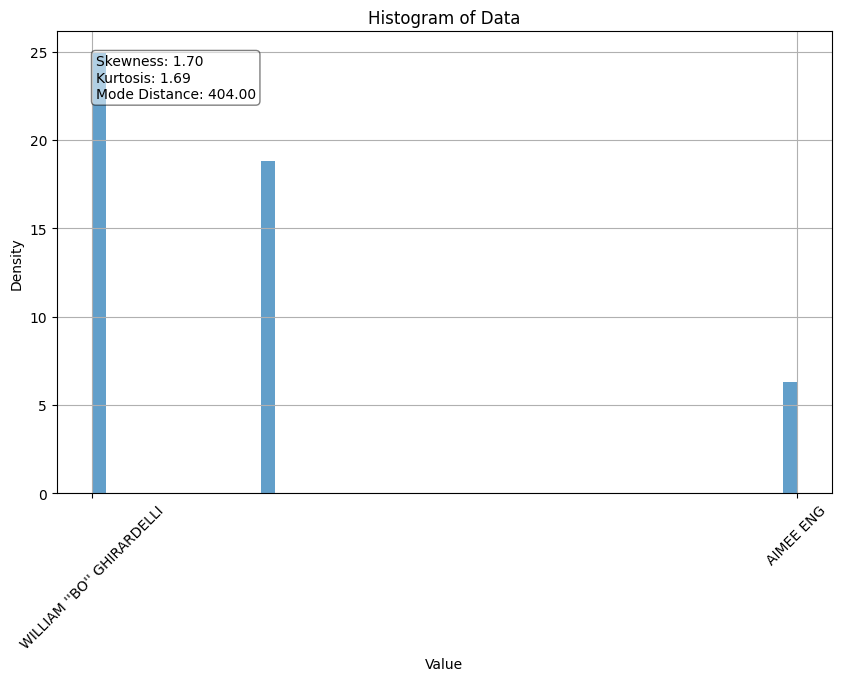 Histogram of Data
Skewness: 1.70
Kurtosis: 1.69
Mode Distance: 404.00
Density
25
20
15
10
5
0
WILLIAM ''BO'' GHIRARDELLI
AIMEE ENG
Value